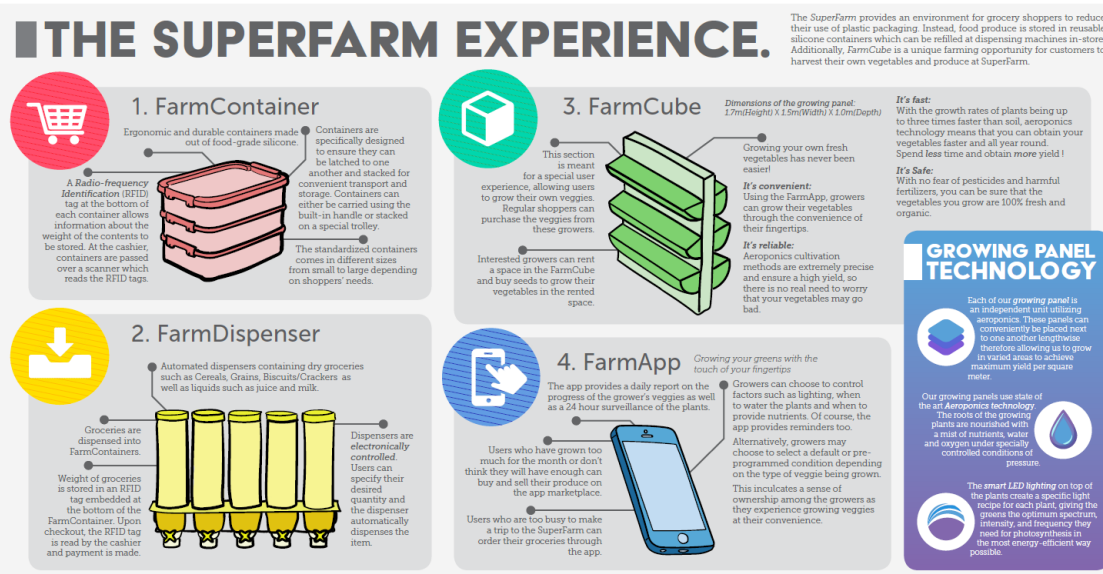 THE SUPERFARM EXPERIENCE.
The SuperFarm provides an environment for grocery shoppers to reduce
their use of plastic packaging. Instead, food produce is stored in reusable
silicone containers which can be refilled at dispensing machines in-store
Additionally, FarmCube is a unique farming opportunity for customers to
harvest their own vegetables and produce at SuperFarm.
1. FarmContainer
Ergonomic and durable containers made
out of food-grade silicone.
A Radio-frequency
Identification (RFID)
tag at the bottom of
each container allows
information about the
weight of the contents to
be stored. At the cashier,
containers are passed
over a scanner which
reads the RFID tags.
Containers are
specifically designed
to ensure they can
be latched to one
another and stacked for
convenient transport and
storage. Containers can
either be carried using the
built-in handle or stacked
on a special trolley.
The standardized containers
comes in different sizes
from small to large depending
on shoppers' needs.
2. FarmDispenser
Automated dispensers containing dry groceries
such as Cereals, Grains, Biscuits/Crackers as
well as liquids such as juice and milk.
Groceries are
dispensed into
FarmContainers.
Weight of groceries
is stored in an RFID
tag embedded at
the bottom of the
FarmContainer. Upon
checkout, the RFID tag
is read by the cashier
and payment is made.
Dispensers are
electronically
controlled.
Users can
specify their
desired
quantity and
the dispenser
automatically
dispenses the
item.
3. FarmCube
Dimensions of the growing panel:
1.7m(Height) X 1.5m(Width) X 1.0m(Depth)
This section
is meant
for a special user
experience, allowing users
to grow their own veggies.
Regular shoppers can
purchase the veggies from
these growers.
Interested growers can rent
a space in the FarmCube
and buy seeds to grow their
vegetables in the rented
space.
Growing your own fresh
vegetables has never been
easier!
It's convenient:
Using the FarmApp, growers
can grow their vegetables
through the convenience of
their fingertips.
It's reliable:
Aeroponics cultivation
methods are extremely precise
and ensure a high yield, so
there is no real need to worry
that your vegetables may go
bad.
It's fast:
With the growth rates of plants being up
to three times faster than soil, aeroponics
technology means that you can obtain your
vegetables faster and all year round.
Spend less time and obtain more yield !
It's Safe:
With no fear of pesticides and harmful
fertilizers, you can be sure that the
vegetables you grow are 100% fresh and
organic.
4. FarmApp
Growing your greens with the
touch of your fingertips
The app provides a daily report on the
progress of the grower's veggies as well
as a 24 hour surveillance of the plants.
Users who have grown too
much for the month or don't
think they will have enough can
buy and sell their produce on
the app marketplace.
Users who are too busy to make
a trip to the SuperFarm can
order their groceries through
the app.
Growers can choose to control
factors such as lighting, when
to water the plants and when to
provide nutrients. Of course, the
app provides reminders too.
Alternatively, growers may
choose to select a default or pre-
programmed condition depending
on the type of veggie being grown.
This inculcates a sense of
ownership among the growers as
they experience growing veggies
at their convenience.
GROWING PANEL
TECHNOLOGY
Each of our growing panel is
an independent unit utilizing
aeroponics. These panels can
conveniently be placed next
to one another lengthwise
therefore allowing us to grow
in varied areas to achieve
maximum yield per square
meter.
Our growing panels use state of
the art Aeroponics technology.
The roots of the growing
plants are nourished with
a mist of nutrients, water
and oxygen under specially
controlled conditions of
pressure.
The smart LED lighting on top of
the plants create a specific light
recipe for each plant, giving the
greens the optimum spectrum,
intensity, and frequency they
need for photosynthesis in
the most energy-efficient way
possible.